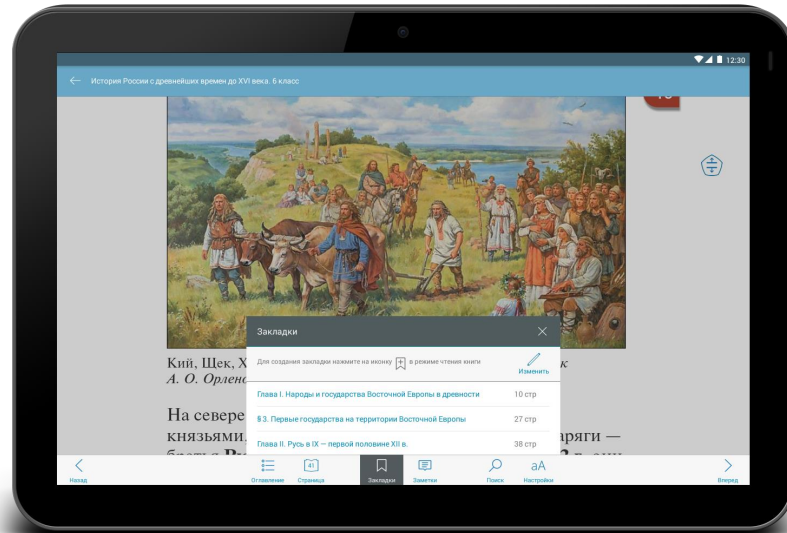 12:30
История России с древнейших времен до XVI века. 6 класс
Закладки
Для создания закладки нажмите на иконку в режиме чтения книги
Изменить
Кий, Щек,
А. О. Орлен
Глава I. Народы и государства Восточной Европы в древности 10 стр
§ 3. Первые государства на территории Восточной Европы 27 стр
На севере
князьями.
Глава II. Русь в IX — первой половине XII в. 38 стр
Назад
Оглавление
41
Страница
Закладки
Заметки
Поиск
аА
Настройки
Вперед